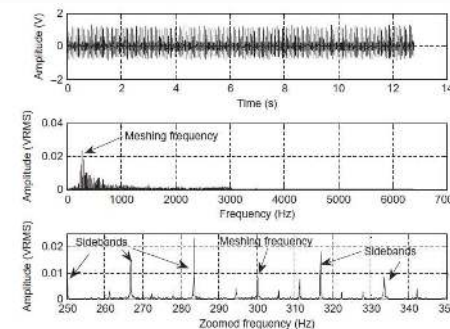 Amplitude (V)
2
0
−2
0 2 4 6 8 10 12 14
Time (s)
Amplitude (VRMS)
0.04
0.02
0
Meshing frequency
0 1000 2000 3000 4000 5000 6000 7000
Frequency (Hz)
Amplitude (VRMS)
0.02
0.01
0
Sidebands
Meshing frequency
Sidebands
250 260 270 280 290 300 310 320 330 340
Zoomed frequency (Hz)